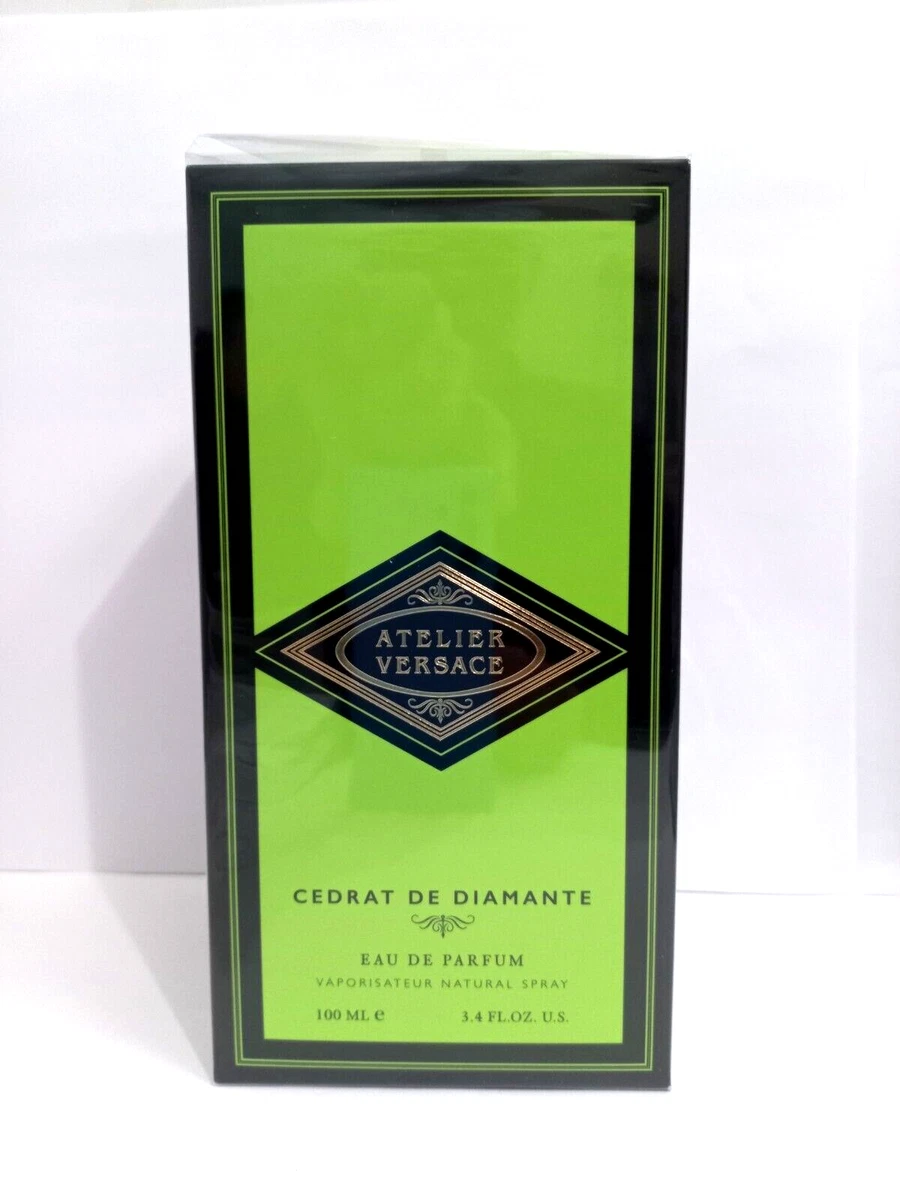 ATELIER
VERSACE
CEDRAT DE DIAMANTE
EAU DE PARFUM
VAPORISATEUR NATURAL SPRAY
100 ML ℮
3.4 FL.OZ. U.S.